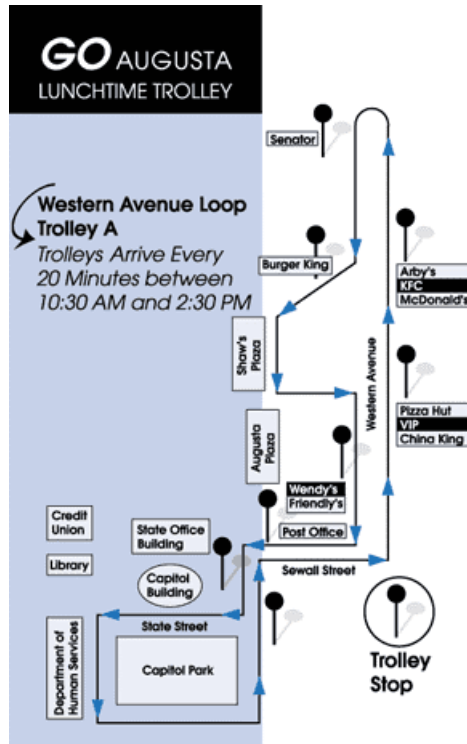 GO AUGUSTA
LUNCHTIME TROLLEY
Western Avenue Loop
Trolley A
Trolleys Arrive Every
20 Minutes between
10:30 AM and 2:30 PM
Senator
Burger King
Arby's
KFC
McDonald's
Shaw's
Plaza
Western Avenue
Pizza Hut
VIP
China King
Augusta
Plaza
Wendy's
Friendly's
Post Office
Credit
Union
State Office
Building
Library
Capitol
Building
Sewall Street
State Street
Department of
Human Services
Capitol Park
Trolley
Stop